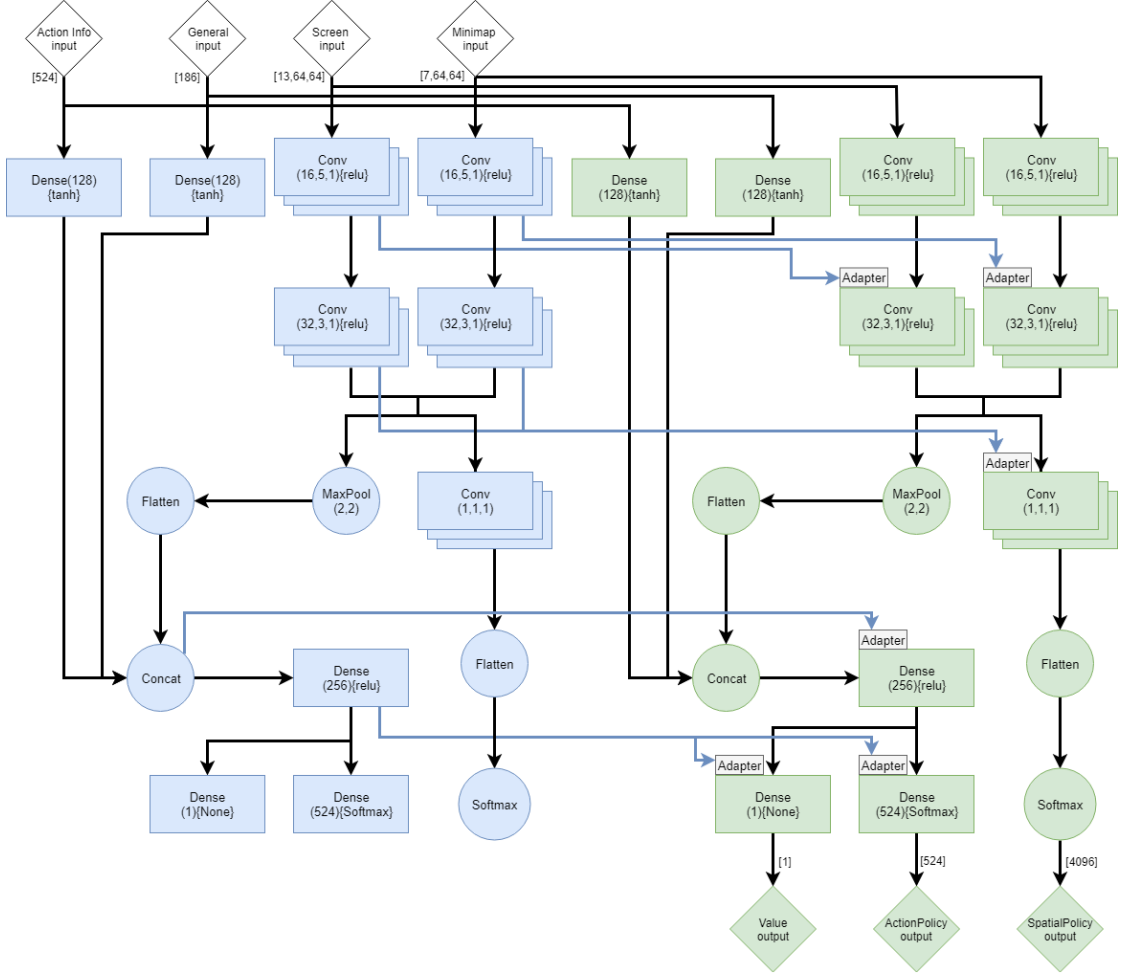 Action Info
input
General
input
Screen
input
Minimap
input
[524]
[186]
[13,64,64]
[7,64,64]
Dense(128)
{tanh}
Dense(128)
{tanh}
Conv
(16,5,1){relu}
Conv
(16,5,1){relu}
Dense
(128){tanh}
Dense
(128){tanh}
Conv
(16,5,1){relu}
Conv
(16,5,1){relu}
Adapter
Adapter
Conv
(32,3,1){relu}
Conv
(32,3,1){relu}
Conv
(32,3,1){relu}
Conv
(32,3,1){relu}
Adapter
Flatten
MaxPool
(2,2)
Conv
(1,1,1)
Flatten
MaxPool
(2,2)
Conv
(1,1,1)
Adapter
Concat
Dense
(256){relu}
Flatten
Concat
Dense
(256){relu}
Flatten
Adapter
Adapter
Dense
(1){None}
Dense
(524){Softmax}
Softmax
Dense
(1){None}
Dense
(524){Softmax}
Softmax
[1]
[524]
[4096]
Value
output
ActionPolicy
output
SpatialPolicy
output